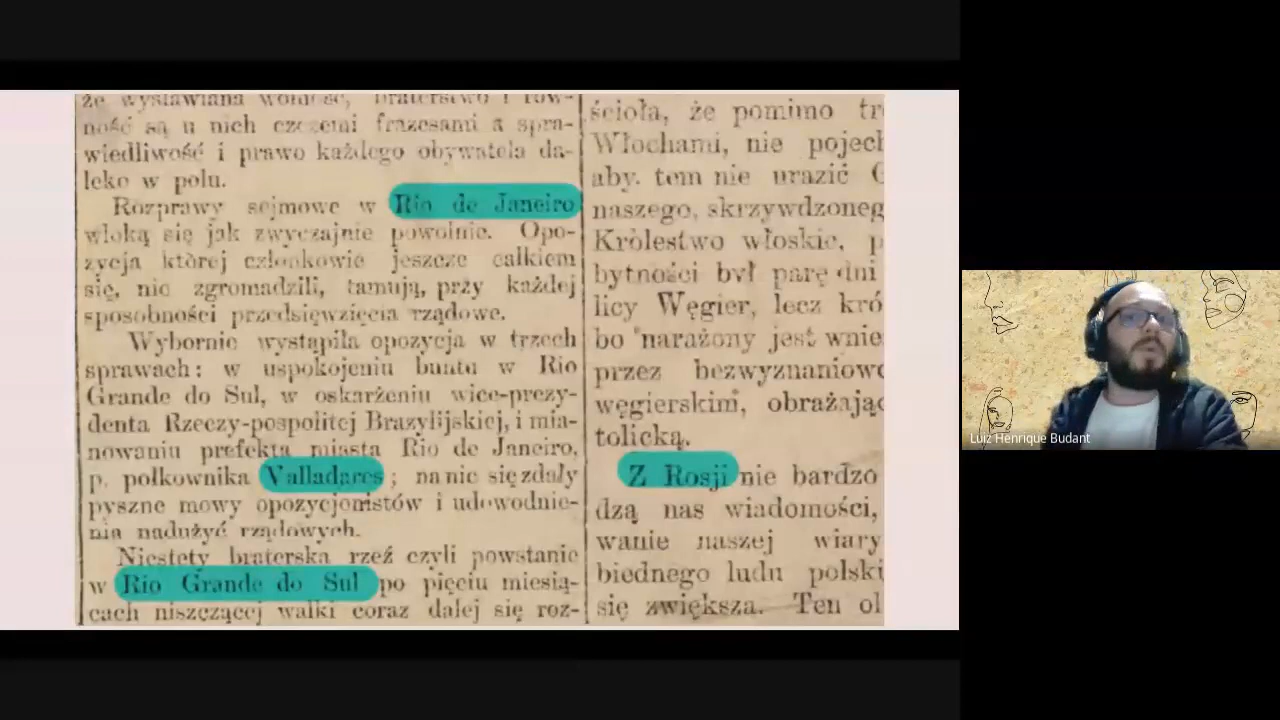 że wystawiana wolność, braterstwo i rów-
ność są u nich czczemi frazesami a spra-
wiedliwość i prawo każdego obywatela da-
leko w polu.
Rozprawy sejmowe w Rio de Janeiro
wloką się jak zwyczajnie powolnie. Opo-
zycja której członkowie jeszcze całkiem
się, nie zgromadzili, tamują, przy każdej
sposobności przedsięwzięcia rządowe.
Wybornie wystąpiła opozycja w trzech
sprawach: w uspokojeniu buntu w Rio
Grande do Sul, w oskarżeniu wice-prezy-
denta Rzeczy-pospolitej Brazylijskiej, i mia-
nowaniu prefekta miasta Rio de Janeiro,
p. połkownika Valladares; na nic się zdały
pyszne mowy opozycjonistów i udowodnie-
nia nadużyć rządowych.
Niestety braterska rzeź czyli powstanie
w Rio Grande do Sul po pięciu miesią-
cach niszczącej walki coraz dalej się roz-
ścioła, że pomimo tr
Włochami, nie pojech
aby. tem nie urazić
naszego, skrzywdzoneg
Królestwo włoskie, p
bytności był parę dni
licy Węgier, lecz kró
bo narażony jest wnie
przez bezwyznaniowe
węgierskim, obrażając
tolicką.
Z Rosji nie bardzo
dzą nas wiadomości,
wanie naszej wiary
biednego ludu polski
się zwiększa. Ten ol
Luiz Henrique Budant